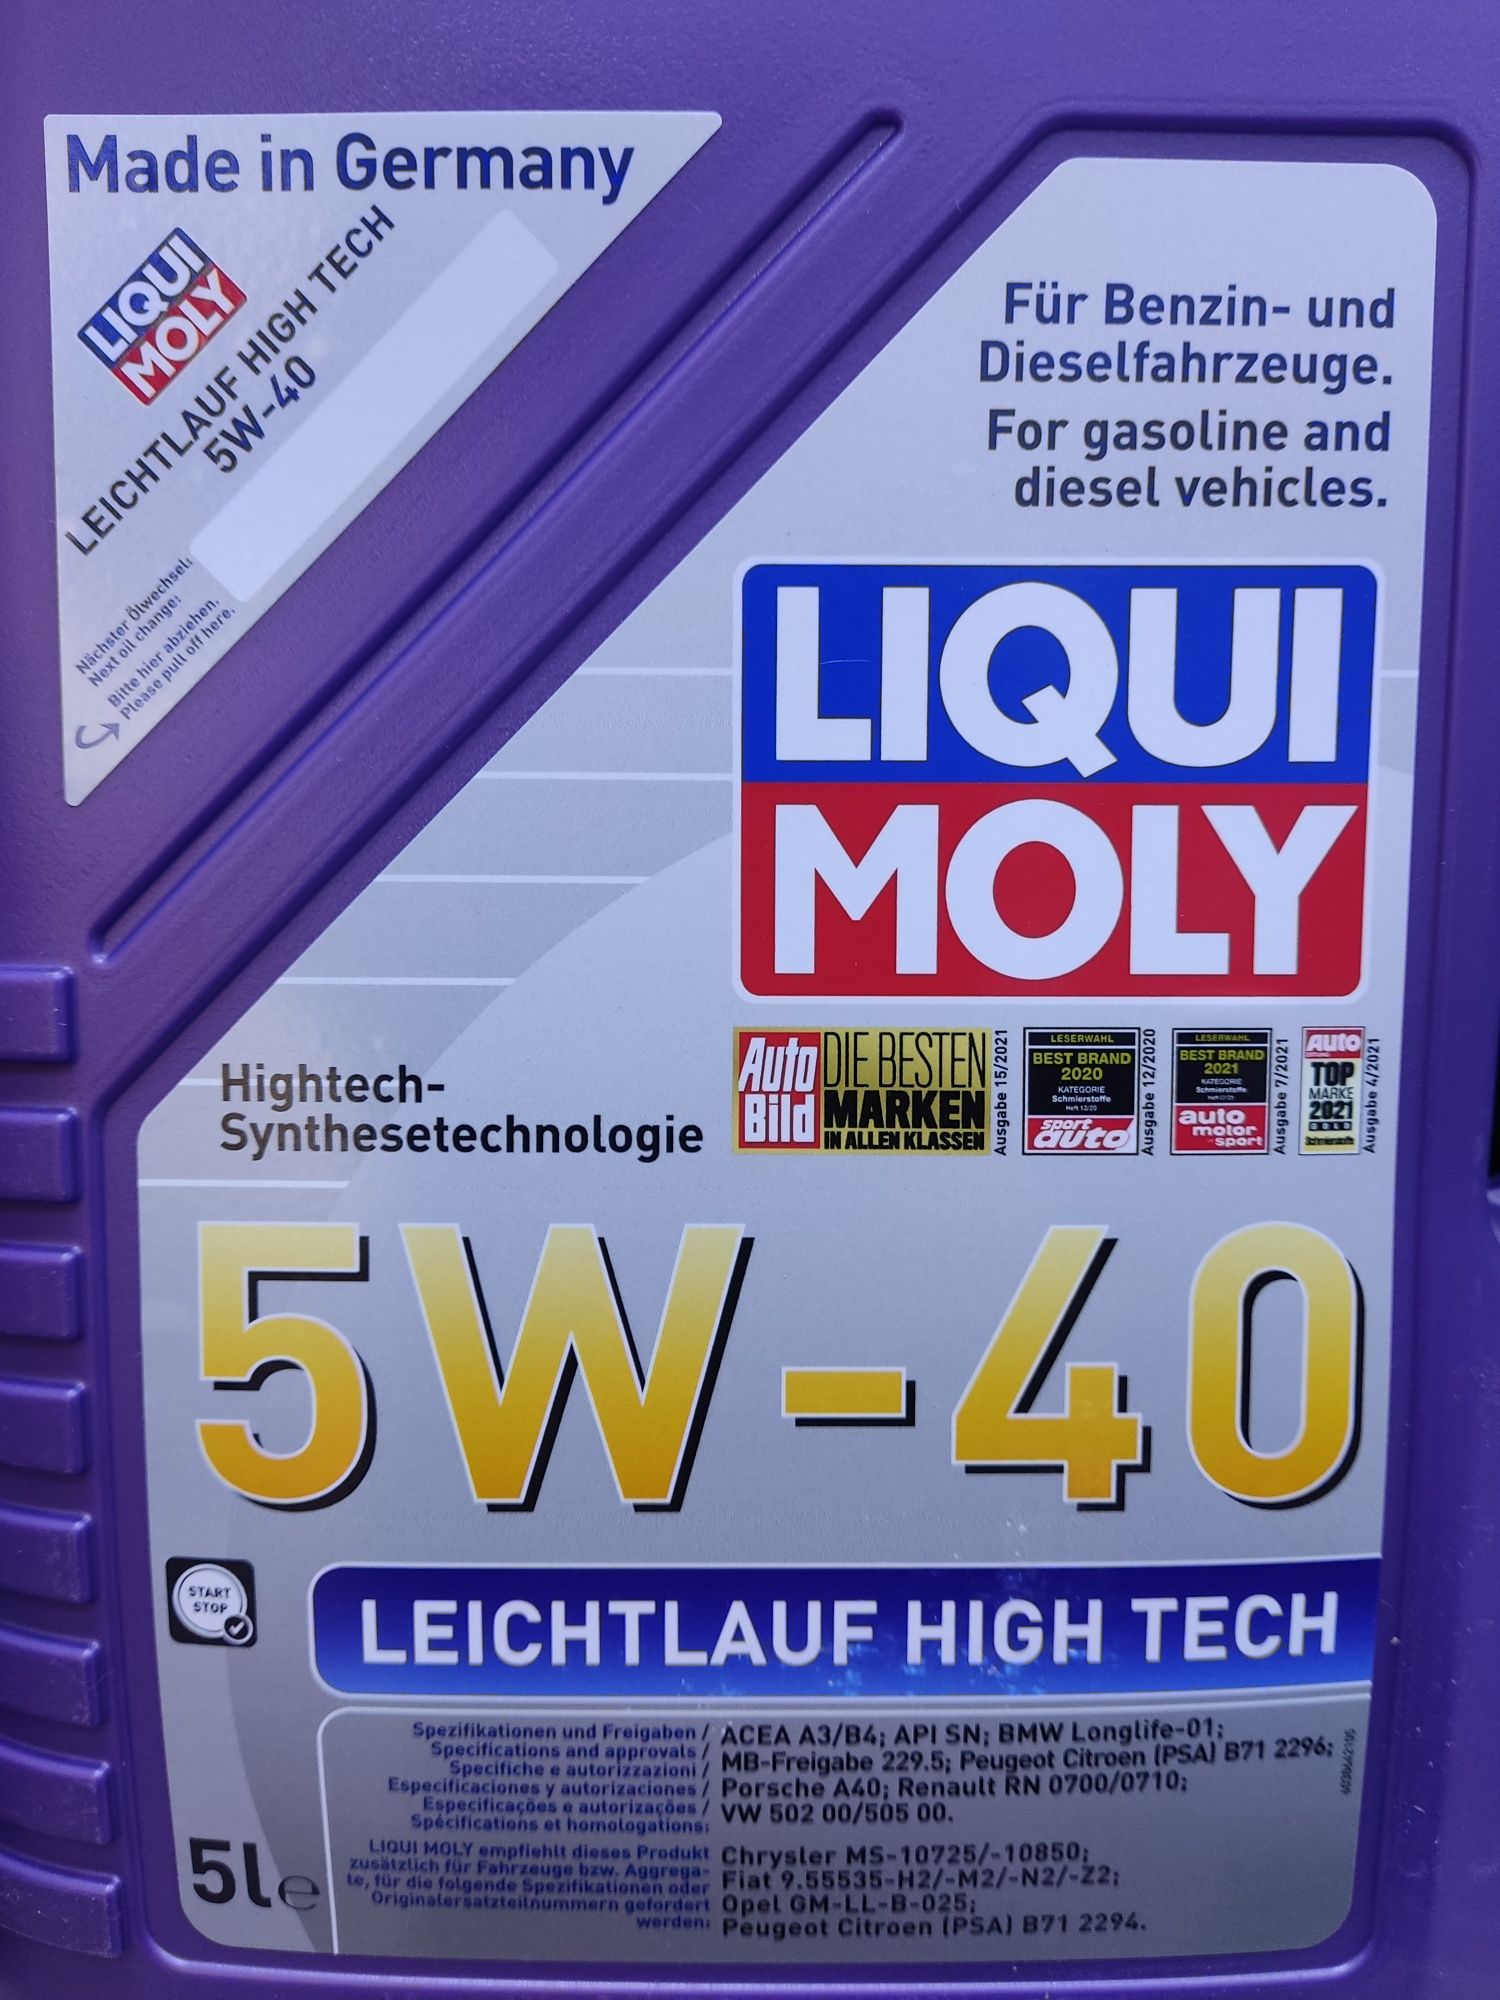 Made in Germany
LIQUI
MOLY
LEICHTLAUF HIGH TECH
5W-40
Nächster Ölwechsel:
Next oil change:
Bitte hier abziehen.
Please pull off here.
Für Benzin- und
Dieselfahrzeuge.
For gasoline and
diesel vehicles.
LIQUI
MOLY
Auto
Bild
DIE BESTEN
MARKEN
IN ALLEN KLASSEN
Ausgabe 15/2021
LESERWAHL
BEST BRAND
2020
KATEGORIE
Schmierstoffe
Heft 12/20
sport
auto
Ausgabe 12/2020
LESERWAHL
BEST BRAND
2021
KATEGORIE
Schmierstoffe
auto
motor
sport
Ausgabe 7/2021
Auto
TOP
MARKE
2021
Schmierstoffe
Ausgabe 4/2021
Hightech-
Synthesetechnologie
5W-40
START
STOP
LEICHTLAUF HIGH TECH
Spezifikationen und Freigaben /
Specifications and approvals /
Specifiche e autorizzazioni /
Especificaciones y autorizaciones /
Especificações e autorizações /
Spécifications et homologations:
ACEA A3/B4; API SN; BMW Longlife-01;
MB-Freigabe 229.5; Peugeot Citroen (PSA) B71 2296;
Porsche A40; Renault RN 0700/0710;
VW 502 00/505 00.
LIQUI MOLY empfiehlt dieses Produkt
zusätzlich für Fahrzeuge bzw. Aggrega-
te, für die folgende Spezifikationen oder
Originalersatzteilnummern gefordert
werden:
Chrysler MS-10725/-10850;
Fiat 9.55535-H2/-M2/-N2/-Z2;
Opel GM-LL-B-025;
Peugeot Citroen (PSA) B71 2294.
5l e